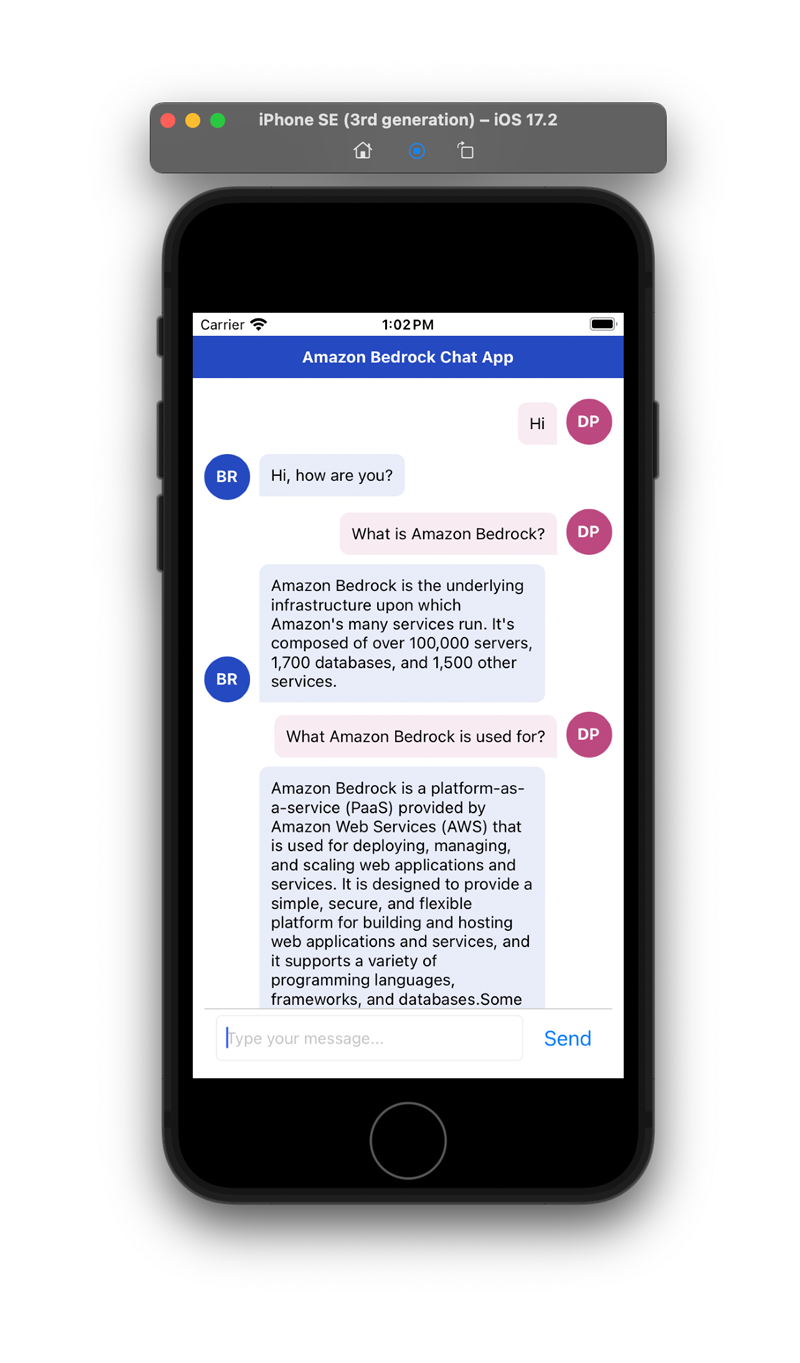 iPhone SE (3rd generation) – iOS 17.2
Carrier 1:02 PM
Amazon Bedrock Chat App
Hi DP
BR Hi, how are you?
What is Amazon Bedrock? DP
Amazon Bedrock is the underlying
infrastructure upon which
Amazon's many services run. It's
composed of over 100,000 servers,
1,700 databases, and 1,500 other
services.
BR
What Amazon Bedrock is used for? DP
Amazon Bedrock is a platform-as-
a-service (PaaS) provided by
Amazon Web Services (AWS) that
is used for deploying, managing,
and scaling web applications and
services. It is designed to provide a
simple, secure, and flexible
platform for building and hosting
web applications and services, and
it supports a variety of
programming languages,
frameworks, and databases.Some
Type your message... Send